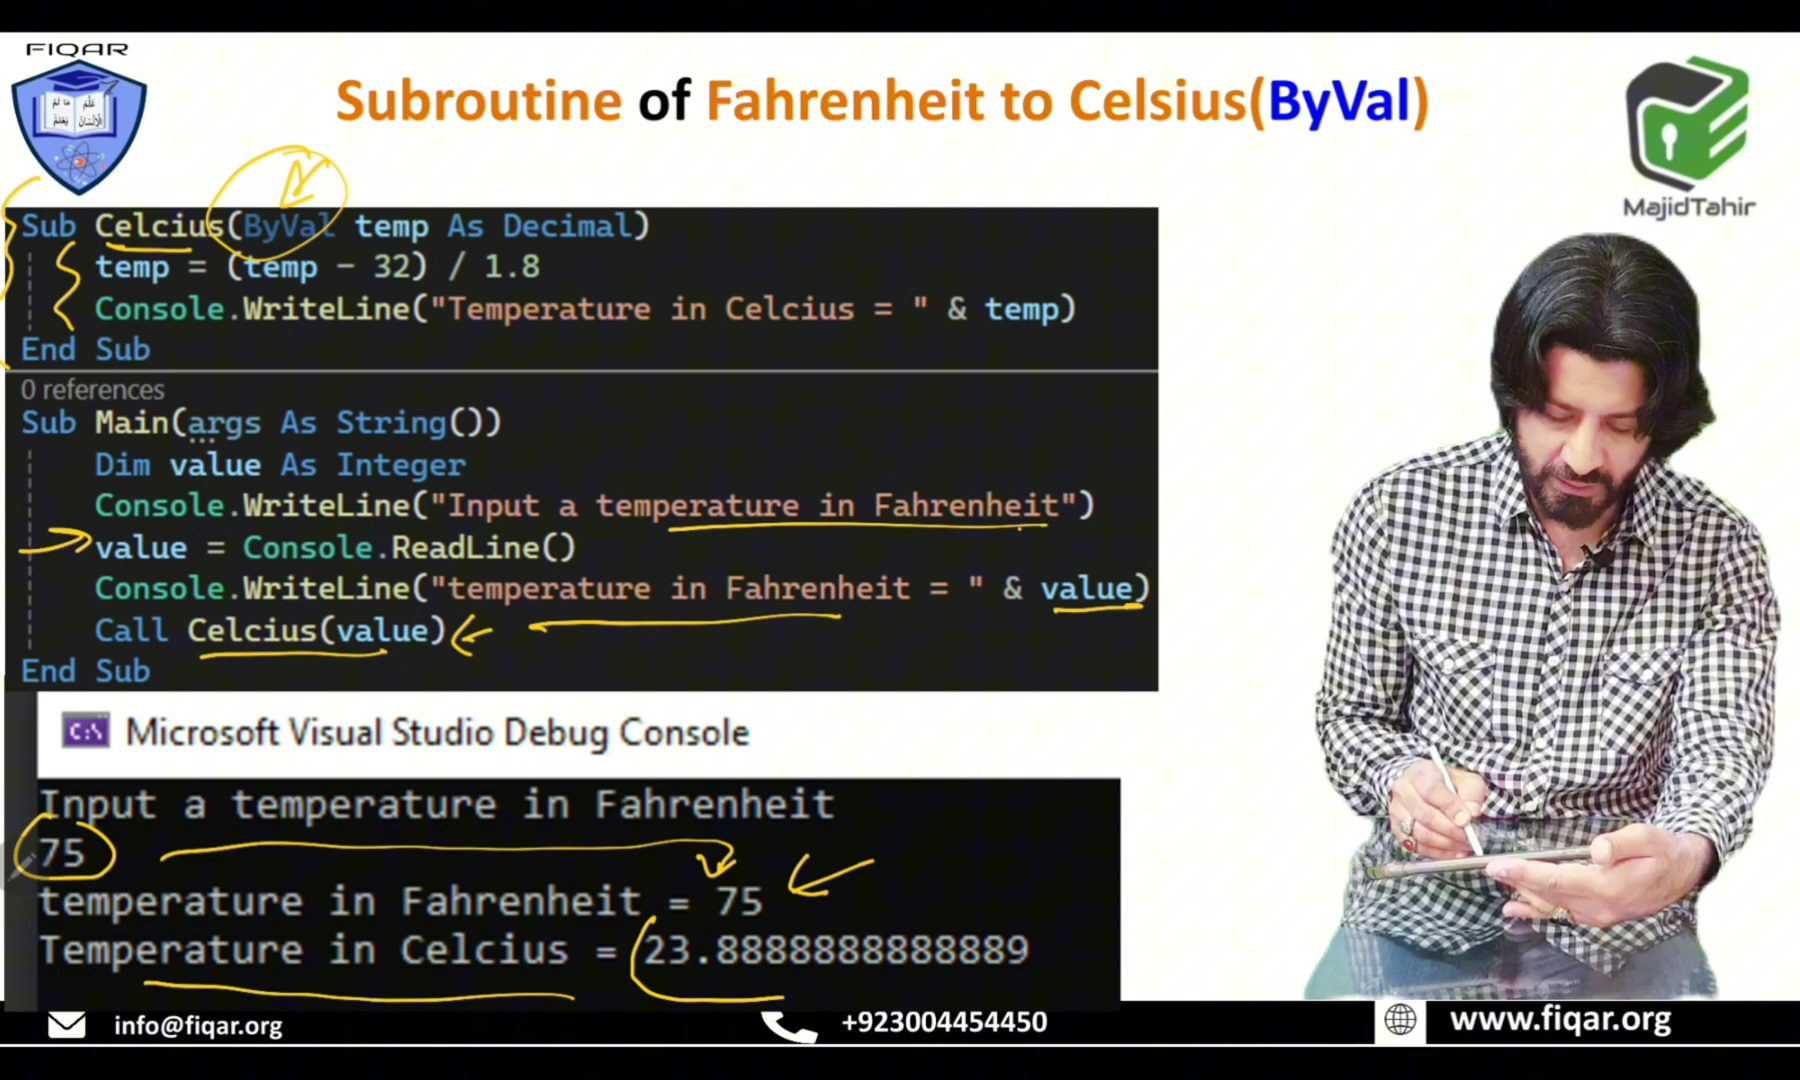 FIQAR
Subroutine of Fahrenheit to Celsius(ByVal)
MajidTahir
Sub Celcius(ByVal temp As Decimal)
temp = (temp - 32) / 1.8
Console.WriteLine("Temperature in Celcius = " & temp)
End Sub
0 references
Sub Main(args As String())
Dim value As Integer
Console.WriteLine("Input a temperature in Fahrenheit")
value = Console.ReadLine()
Console.WriteLine("temperature in Fahrenheit = " & value)
Call Celcius(value)
End Sub
C:\ Microsoft Visual Studio Debug Console
Input a temperature in Fahrenheit
75
temperature in Fahrenheit = 75
Temperature in Celcius = 23.8888888888889
info@fiqar.org
+923004454450
www.fiqar.org